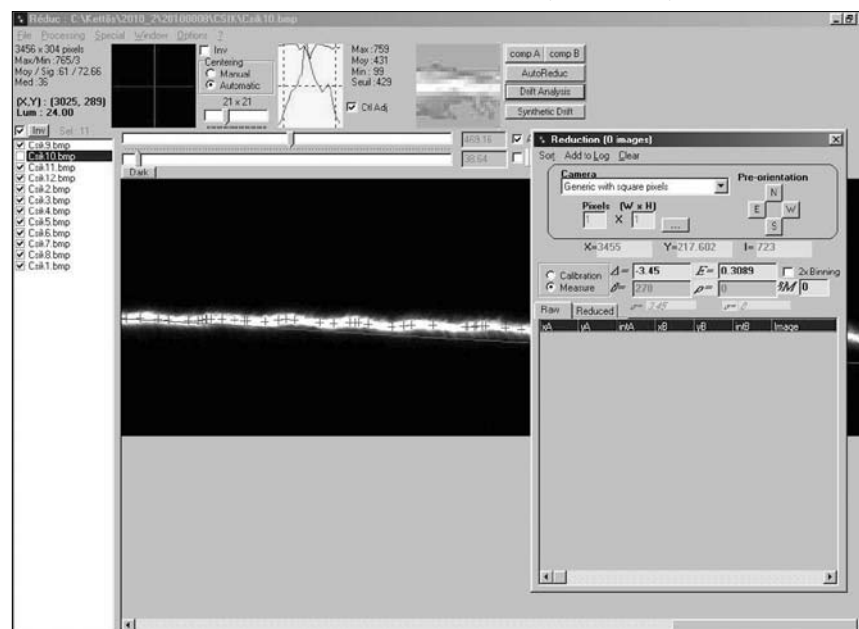 Réduc : C:\Kettős\2010_2\20100808\CSIK\Csik10.bmp
File Processing Special Window Options ?
3456 x 304 pixels
Max/Min :765/3
Moy / Sig :61 / 72.66
Med :36
(X,Y) : (3025, 289)
Lum : 24.00
Inv
Centering
Manual
Automatic
21 x 21
Max :759
Moy :431
Min : 99
Seuil :429
Ctl Adj
comp A comp B
AutoReduc
Drift Analysis
Synthetic Drift
Inv Sel :11
Csik9.bmp
Csik10.bmp
Csik11.bmp
Csik12.bmp
Csik2.bmp
Csik3.bmp
Csik4.bmp
Csik5.bmp
Csik6.bmp
Csik7.bmp
Csik8.bmp
Csik1.bmp
469.16
38.64
Dark
Reduction (0 images)
Sort Add to Log Clear
Camera
Generic with square pixels
Pre-orientation
N
E W
S
Pixels (W x H)
1 X 1 ...
X=3455 Y=217.602 I= 723
Calibration Δ= -3.45 E= 0.3089 2x Binning
Measure 270 ρ= 0 0
Raw Reduced
xA yA intA xB yB intB Image